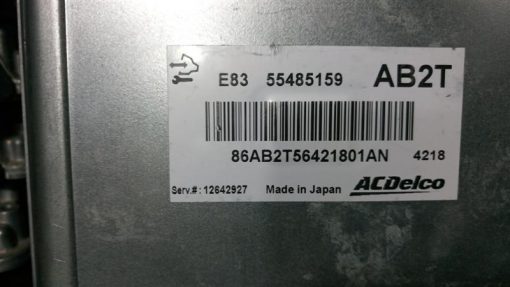 E83 55485159 AB2T
86AB2T56421801AN 4218
Serv.#: 12642927 Made in Japan ACDelco